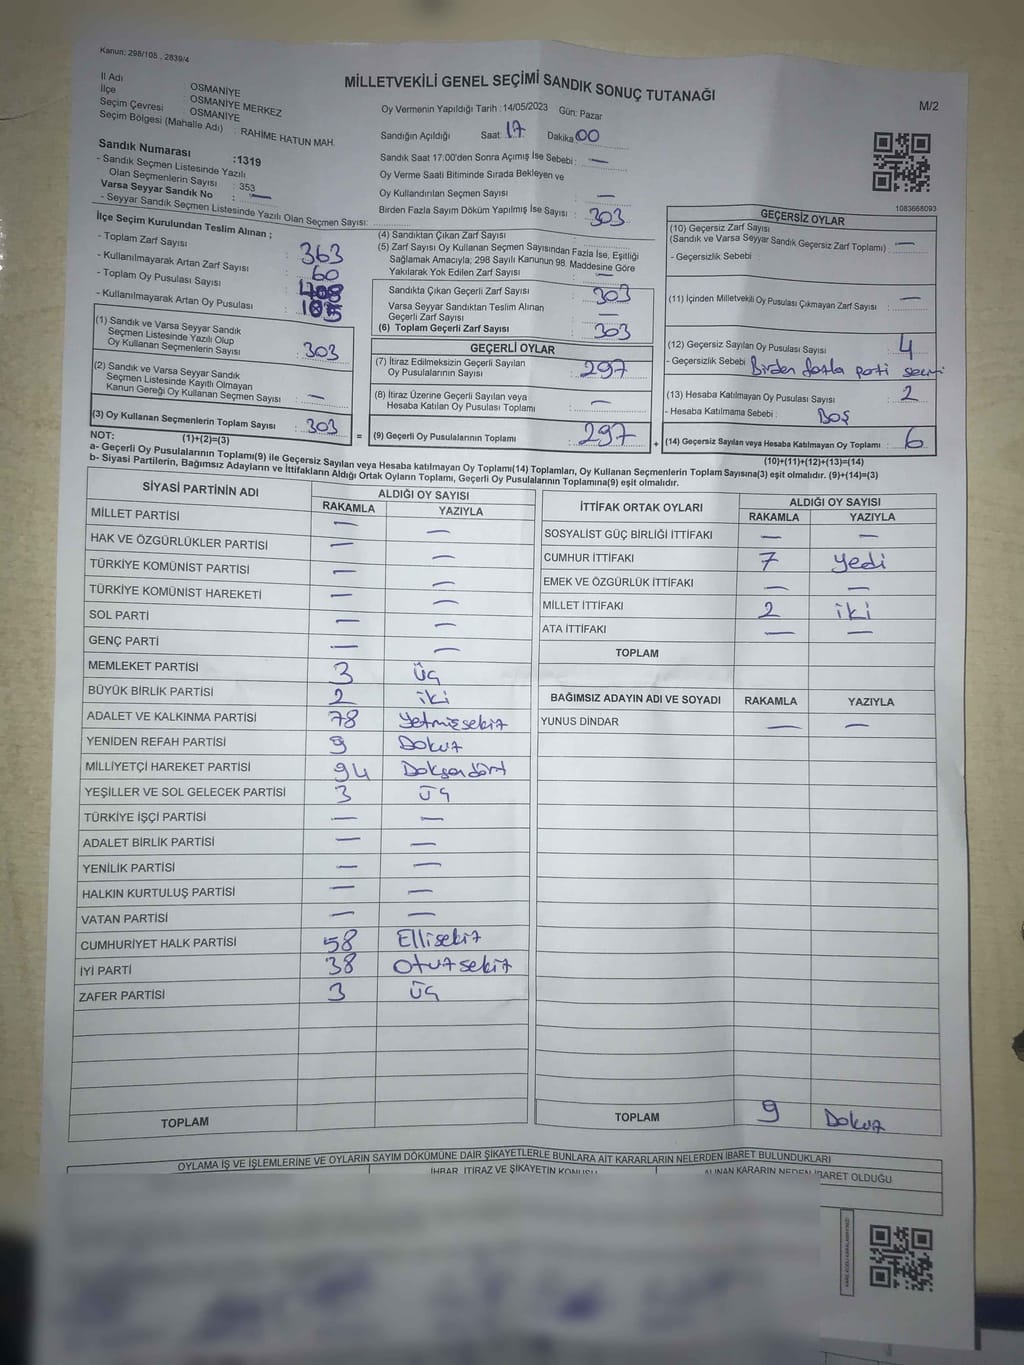 Kanun: 298/105 , 2839/4
MİLLETVEKİLİ GENEL SEÇİMİ SANDIK SONUÇ TUTANAĞI
M/2
İl Adı : OSMANİYE
İlçe : OSMANİYE MERKEZ
Seçim Çevresi : OSMANİYE
Seçim Bölgesi (Mahalle Adı) : RAHİME HATUN MAH.
Sandık Numarası :1319
- Sandık Seçmen Listesinde Yazılı
Olan Seçmenlerin Sayısı : 353
Varsa Seyyar Sandık No : —
- Seyyar Sandık Seçmen Listesinde Yazılı Olan Seçmen Sayısı:
Oy Vermenin Yapıldığı Tarih : 14/05/2023 Gün: Pazar
Sandığın Açıldığı Saat: 17 Dakika: 00
Sandık Saat 17:00'den Sonra Açmış İse Sebebi : —
Oy Verme Saati Bitiminde Sırada Bekleyen ve
Oy Kullandırılan Seçmen Sayısı —
Birden Fazla Sayım Döküm Yapılmış İse Sayısı :
1083668093
İlçe Seçim Kurulundan Teslim Alınan ;
- Toplam Zarf Sayısı : 363
- Kullanılmayarak Artan Zarf Sayısı : 60
- Toplam Oy Pusulası Sayısı :
- Kullanılmayarak Artan Oy Pusulası :
(1) Sandık ve Varsa Seyyar Sandık
Seçmen Listesinde Yazılı Olup
Oy Kullanan Seçmenlerin Sayısı : 303
(2) Sandık ve Varsa Seyyar Sandık
Seçmen Listesinde Kayıtlı Olmayan
Kanun Gereği Oy Kullanan Seçmen Sayısı : —
(3) Oy Kullanan Seçmenlerin Toplam Sayısı : 303
(1)+(2)=(3)
(4) Sandıktan Çıkan Zarf Sayısı : 303
(5) Zarf Sayısı Oy Kullanan Seçmen Sayısından Fazla İse, Eşitliği
Sağlamak Amacıyla; 298 Sayılı Kanunun 98. Maddesine Göre
Yakılarak Yok Edilen Zarf Sayısı : —
Sandıkta Çıkan Geçerli Zarf Sayısı : 303
Varsa Seyyar Sandıktan Teslim Alınan
Geçerli Zarf Sayısı : —
(6) Toplam Geçerli Zarf Sayısı : 303
GEÇERLİ OYLAR
(7) İtiraz Edilmeksizin Geçerli Sayılan
Oy Pusulalarının Sayısı : 297
(8) İtiraz Üzerine Geçerli Sayılan veya
Hesaba Katılan Oy Pusulası Toplamı : —
= (9) Geçerli Oy Pusulalarının Toplamı : 297 +
GEÇERSİZ OYLAR
(10) Geçersiz Zarf Sayısı
(Sandık ve Varsa Seyyar Sandık Geçersiz Zarf Toplamı) : —
- Geçersizlik Sebebi :
(11) İçinden Milletvekili Oy Pusulası Çıkmayan Zarf Sayısı : —
(12) Geçersiz Sayılan Oy Pusulası Sayısı : 4
- Geçersizlik Sebebi : Birden fazla parti seçmi
(13) Hesaba Katılmayan Oy Pusulası Sayısı : 2
- Hesaba Katılmama Sebebi : BOŞ
(14) Geçersiz Sayılan veya Hesaba Katılmayan Oy Toplamı : 6
(10)+(11)+(12)+(13)=(14)
NOT:
a- Geçerli Oy Pusulalarının Toplamı(9) ile Geçersiz Sayılan veya Hesaba katılmayan Oy Toplamı(14) Toplamları, Oy Kullanan Seçmenlerin Toplam Sayısına(3) eşit olmalıdır. (9)+(14)=(3)
b- Siyasi Partilerin, Bağımsız Adayların ve İttifakların Aldığı Ortak Oyların Toplamı, Geçerli Oy Pusulalarının Toplamına(9) eşit olmalıdır.
SİYASİ PARTİNİN ADI ALDIĞI OY SAYISI
RAKAMLA YAZIYLA
MİLLET PARTİSİ — —
HAK VE ÖZGÜRLÜKLER PARTİSİ — —
TÜRKİYE KOMÜNİST PARTİSİ — —
TÜRKİYE KOMÜNİST HAREKETİ — —
SOL PARTİ — —
GENÇ PARTİ — —
MEMLEKET PARTİSİ 3 üç
BÜYÜK BİRLİK PARTİSİ 2 iki
ADALET VE KALKINMA PARTİSİ 78 Yetmişsekiz
YENİDEN REFAH PARTİSİ 9 Dokuz
MİLLİYETÇİ HAREKET PARTİSİ 94 Doksandört
YEŞİLLER VE SOL GELECEK PARTİSİ 3 üç
TÜRKİYE İŞÇİ PARTİSİ — —
ADALET BİRLİK PARTİSİ — —
YENİLİK PARTİSİ — —
HALKIN KURTULUŞ PARTİSİ — —
VATAN PARTİSİ — —
CUMHURİYET HALK PARTİSİ 58 Ellisekiz
İYİ PARTİ 38 Otuzsekiz
ZAFER PARTİSİ 3 üç
TOPLAM
İTTİFAK ORTAK OYLARI ALDIĞI OY SAYISI
RAKAMLA YAZIYLA
SOSYALİST GÜÇ BİRLİĞİ İTTİFAKI — —
CUMHUR İTTİFAKI 7 yedi
EMEK VE ÖZGÜRLÜK İTTİFAKI — —
MİLLET İTTİFAKI 2 iki
ATA İTTİFAKI — —
TOPLAM
BAĞIMSIZ ADAYIN ADI VE SOYADI RAKAMLA YAZIYLA
YUNUS DİNDAR — —
TOPLAM 9 Dokuz
OYLAMA İŞ VE İŞLEMLERİNE VE OYLARIN SAYIM DÖKÜMÜNE DAİR ŞİKAYETLERLE BUNLARA AİT KARARLARIN NELERDEN İBARET BULUNDUKLARI
İHBAR, İTİRAZ VE ŞİKAYETİN KONUSU
ALINAN KARARIN NEDEN İBARET OLDUĞU